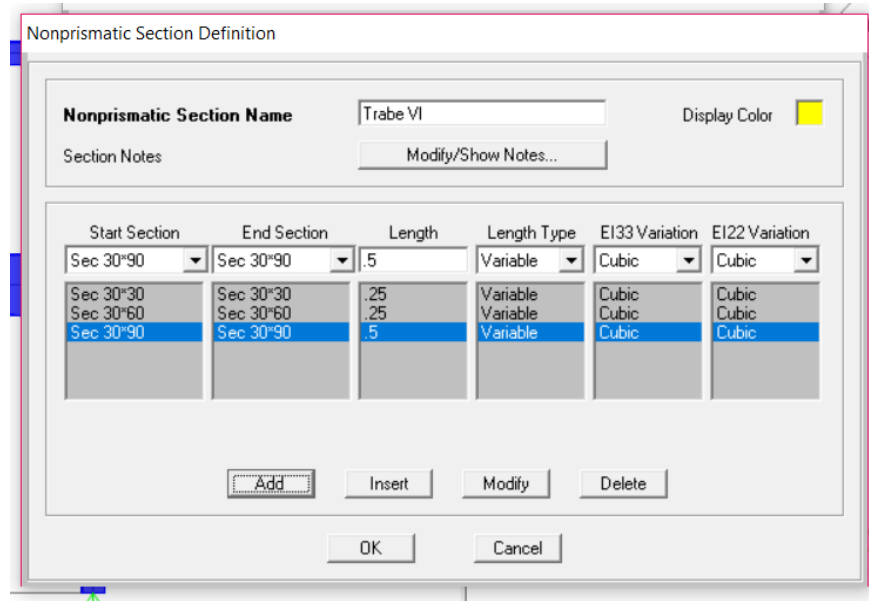 Nonprismatic Section Definition
Nonprismatic Section Name Trabe VI Display Color
Section Notes Modify/Show Notes...
Start Section End Section Length Length Type EI33 Variation EI22 Variation
Sec 30*90 Sec 30*90 .5 Variable Cubic Cubic
Sec 30*30 Sec 30*30 .25 Variable Cubic Cubic
Sec 30*60 Sec 30*60 .25 Variable Cubic Cubic
Sec 30*90 Sec 30*90 .5 Variable Cubic Cubic
Add Insert Modify Delete
OK Cancel